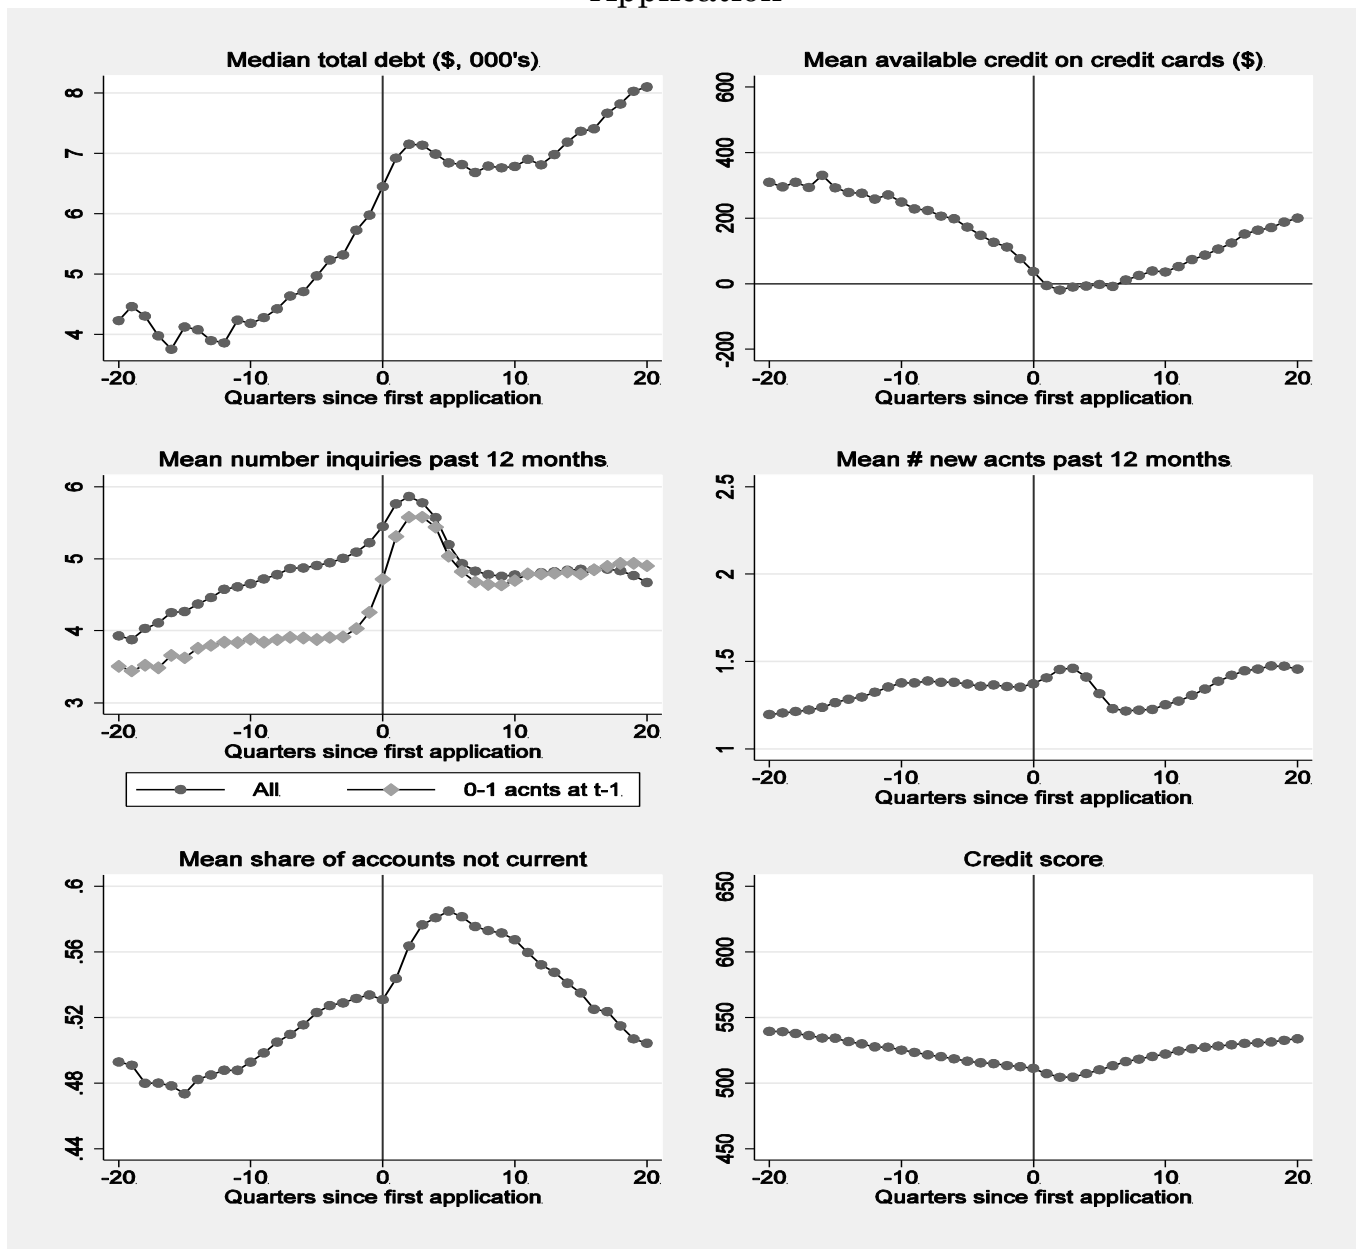 Application
Median total debt ($, 000's)
8
7
6
5
4
-20 -10 0 10 20
Quarters since first application
Mean available credit on credit cards ($)
600
400
200
0
-200
-20 -10 0 10 20
Quarters since first application
Mean number inquiries past 12 months
6
5
4
3
-20 -10 0 10 20
Quarters since first application
All 0-1 acnts at t-1
Mean # new acnts past 12 months
2.5
2
1.5
1
-20 -10 0 10 20
Quarters since first application
Mean share of accounts not current
.6
.56
.52
.48
.44
-20 -10 0 10 20
Quarters since first application
Credit score
650
600
550
500
450
-20 -10 0 10 20
Quarters since first application